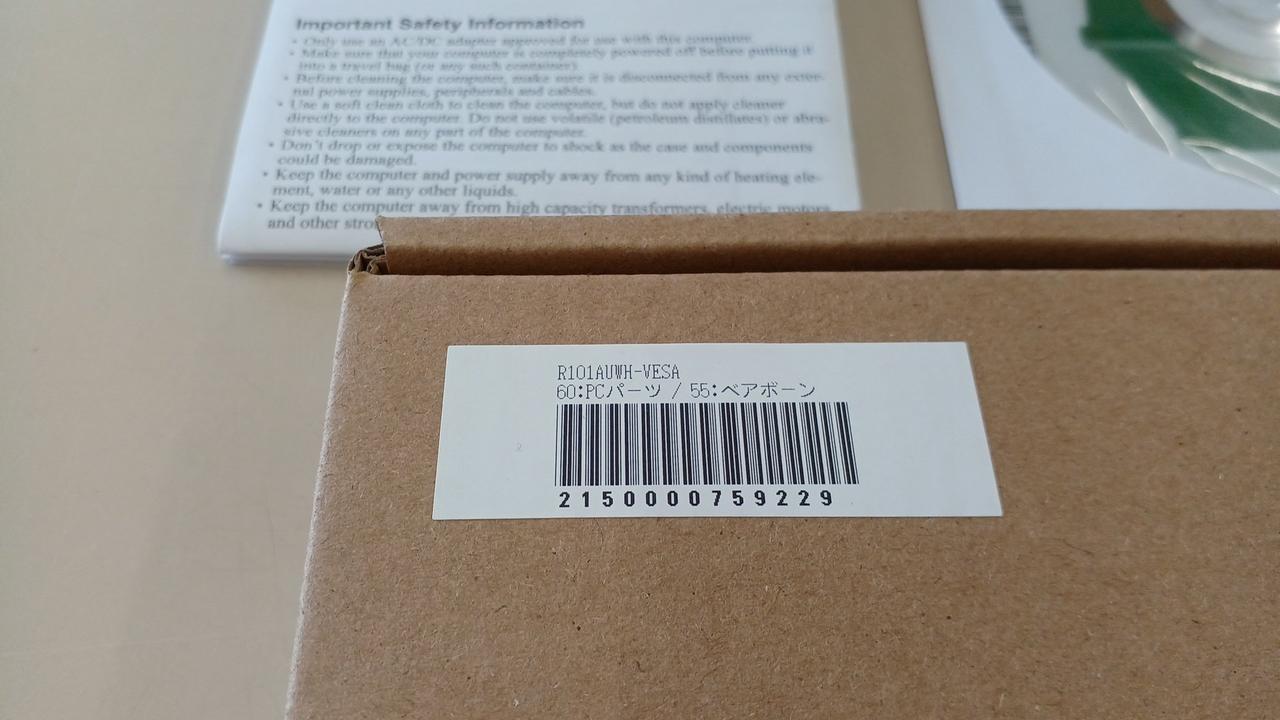 Important Safety Information
• Only use an AC/DC adapter approved for use with this computer.
• Make sure that your computer is completely powered off before putting it
into a travel bag (or any such container).
• Before cleaning the computer, make sure it is disconnected from any exter-
nal power supplies, peripherals and cables.
• Use a soft clean cloth to clean the computer, but do not apply cleaner
directly to the computer. Do not use volatile (petroleum distillates) or abra-
sive cleaners on any part of the computer.
• Don't drop or expose the computer to shock as the case and components
could be damaged.
• Keep the computer and power supply away from any kind of heating ele-
ment, water or any other liquids.
• Keep the computer away from high capacity transformers, electric motors
and other
R101AUWH-VESA
60:PCパーツ / 55:ベアボーン
2150000759229